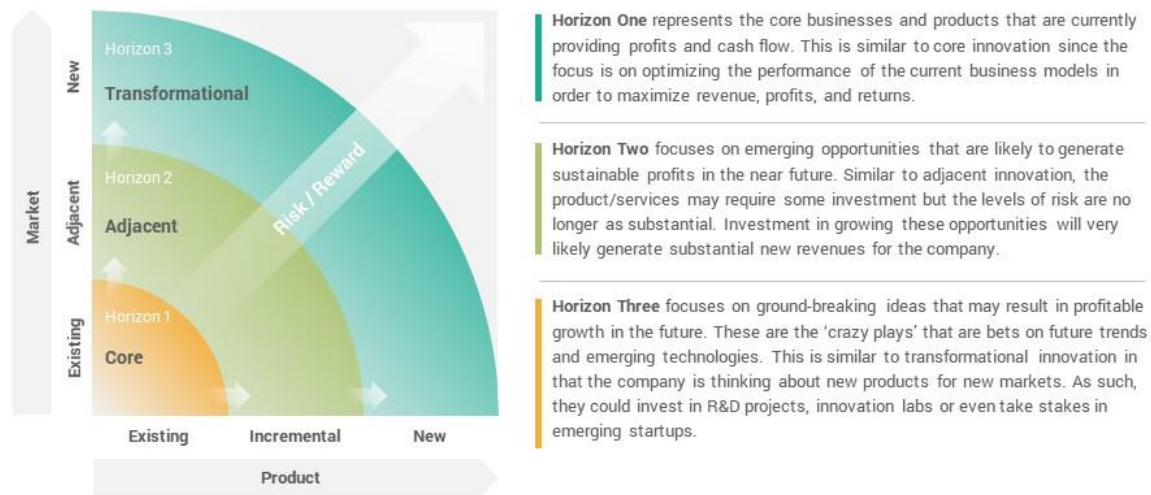 Market
New
Adjacent
Existing
Horizon 3
Transformational
Horizon 2
Adjacent
Horizon 1
Core
Risk / Reward
Existing
Incremental
New
Product
Horizon One represents the core businesses and products that are currently
providing profits and cash flow. This is similar to core innovation since the
focus is on optimizing the performance of the current business models in
order to maximize revenue, profits, and returns.
Horizon Two focuses on emerging opportunities that are likely to generate
sustainable profits in the near future. Similar to adjacent innovation, the
product/services may require some investment but the levels of risk are no
longer as substantial. Investment in growing these opportunities will very
likely generate substantial new revenues for the company.
Horizon Three focuses on ground-breaking ideas that may result in profitable
growth in the future. These are the ‘crazy plays’ that are bets on future trends
and emerging technologies. This is similar to transformational innovation in
that the company is thinking about new products for new markets. As such,
they could invest in R&D projects, innovation labs or even take stakes in
emerging startups.